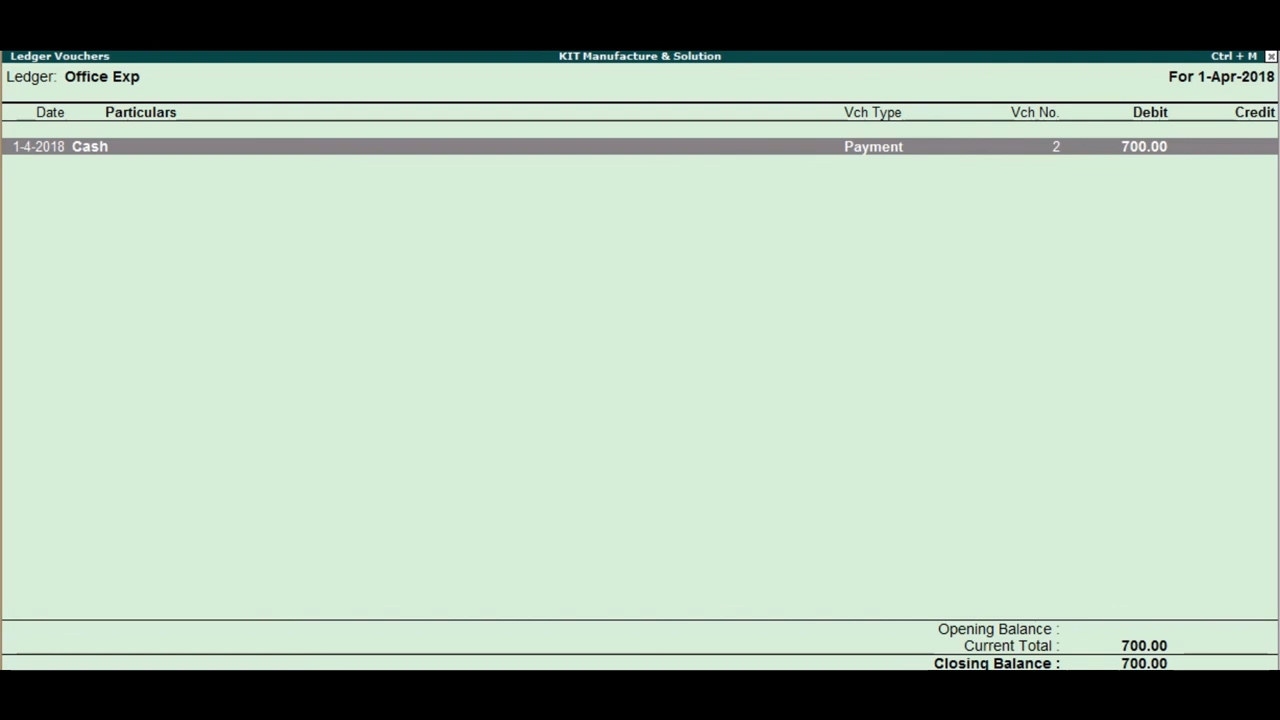 Ledger Vouchers KIT Manufacture & Solution Ctrl + M
Ledger: Office Exp For 1-Apr-2018
Date Particulars Vch Type Vch No. Debit Credit
1-4-2018 Cash Payment 2 700.00
Opening Balance :
Current Total : 700.00
Closing Balance : 700.00